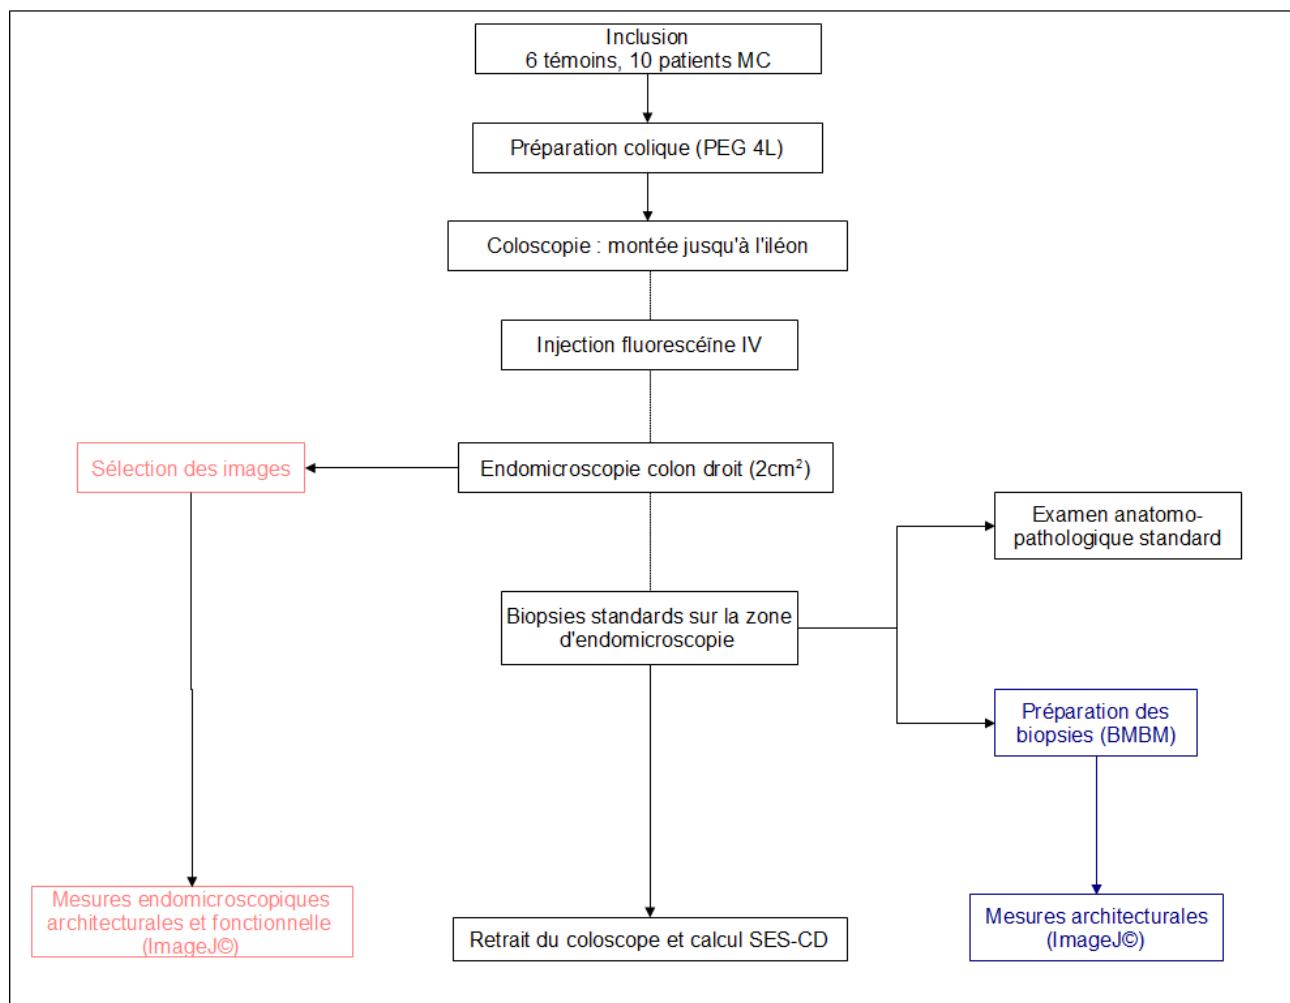 Inclusion
6 témoins, 10 patients MC
Préparation colique (PEG 4L)
Coloscopie : montée jusqu'à l'iléon
Injection fluorescéïne IV
Sélection des images
Endomicroscopie colon droit (2cm²)
Examen anatomo-
pathologique standard
Biopsies standards sur la zone
d'endomicroscopie
Préparation des
biopsies (BMBM)
Mesures endomicroscopiques
architecturales et fonctionnelle
(ImageJ©)
Retrait du coloscope et calcul SES-CD
Mesures architecturales
(ImageJ©)